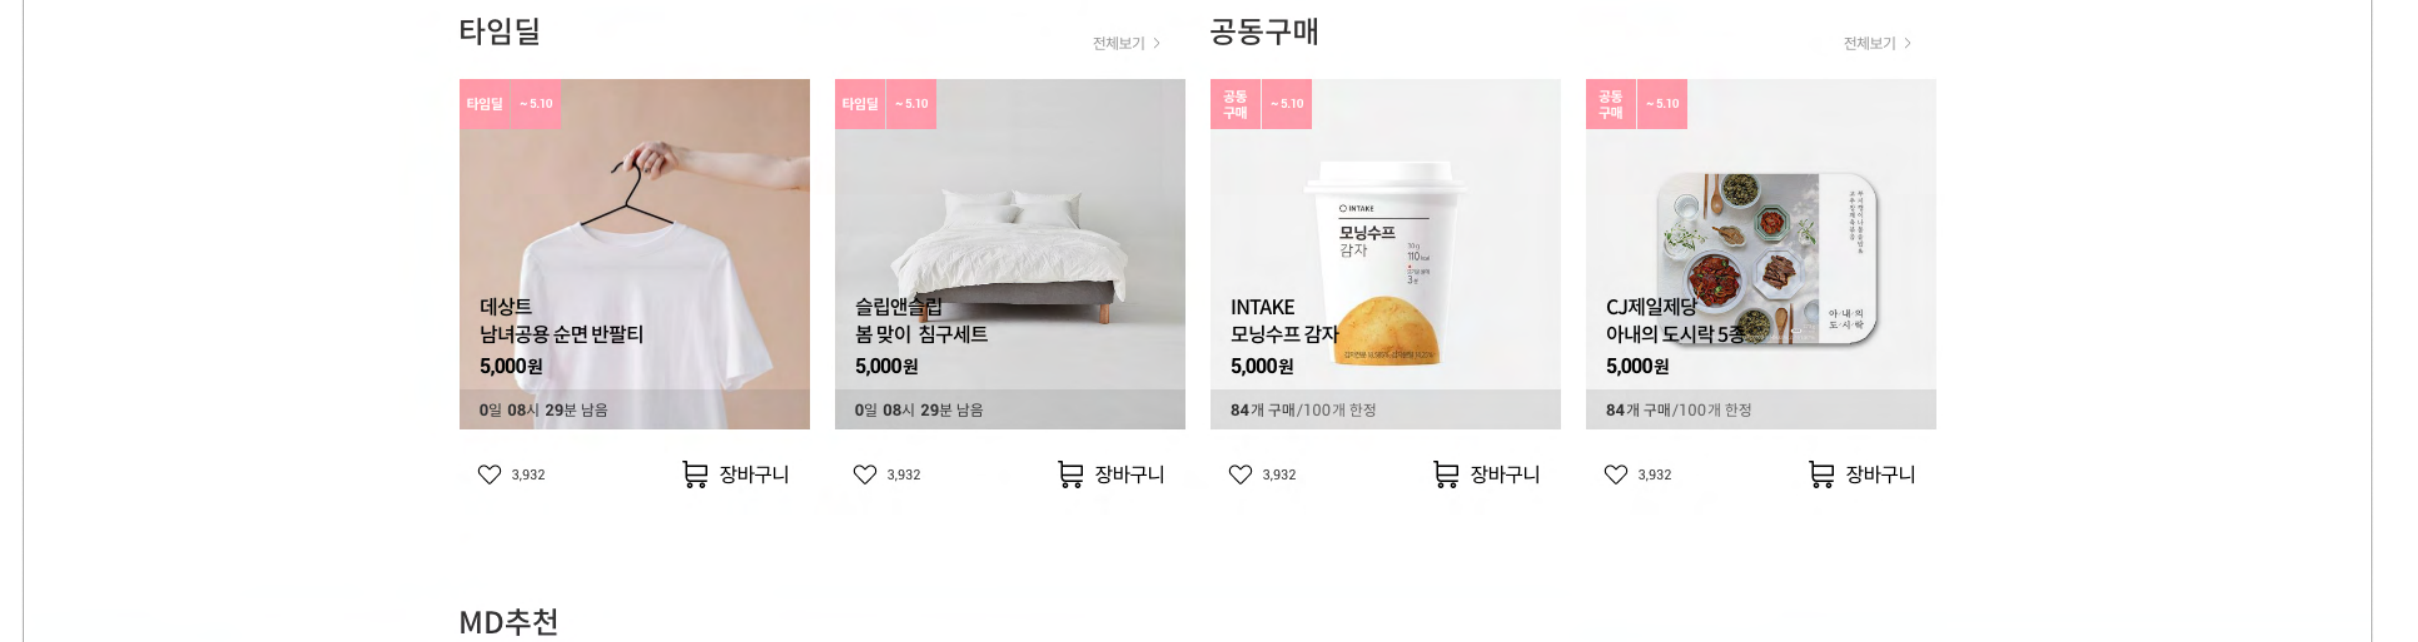 타임딜
전체보기 >
공동구매
전체보기 >
타임딜 ~ 5.10
데상트
남녀공용 순면 반팔티
5,000원
0일 08시 29분 남음
3,932 장바구니
타임딜 ~ 5.10
슬립앤슬립
봄 맞이 침구세트
5,000원
0일 08시 29분 남음
3,932 장바구니
공동
구매 ~ 5.10
INTAKE
모닝수프
감자
110kcal
INTAKE
모닝수프 감자
5,000원
84개 구매/100개 한정
3,932 장바구니
공동
구매 ~ 5.10
아·내·의
도·시·락
CJ제일제당
아내의 도시락 5종
5,000원
84개 구매/100개 한정
3,932 장바구니
MD추천